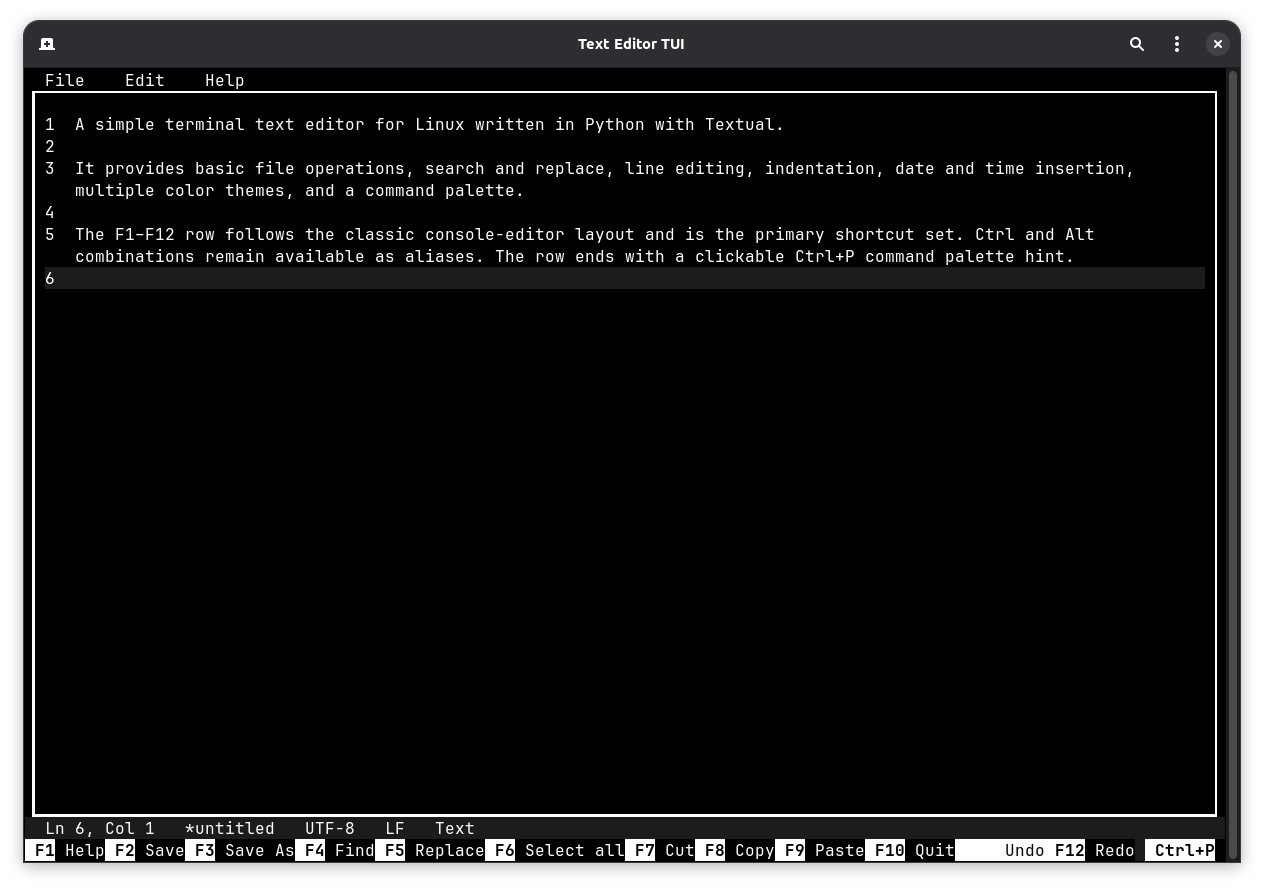 Text Editor TUI
File Edit Help
1 A simple terminal text editor for Linux written in Python with Textual.
2
3 It provides basic file operations, search and replace, line editing, indentation, date and time insertion,
multiple color themes, and a command palette.
4
5 The F1–F12 row follows the classic console-editor layout and is the primary shortcut set. Ctrl and Alt
combinations remain available as aliases. The row ends with a clickable Ctrl+P command palette hint.
6
Ln 6, Col 1 *untitled UTF-8 LF Text
F1 Help F2 Save F3 Save As F4 Find F5 Replace F6 Select all F7 Cut F8 Copy F9 Paste F10 Quit Undo F12 Redo Ctrl+P